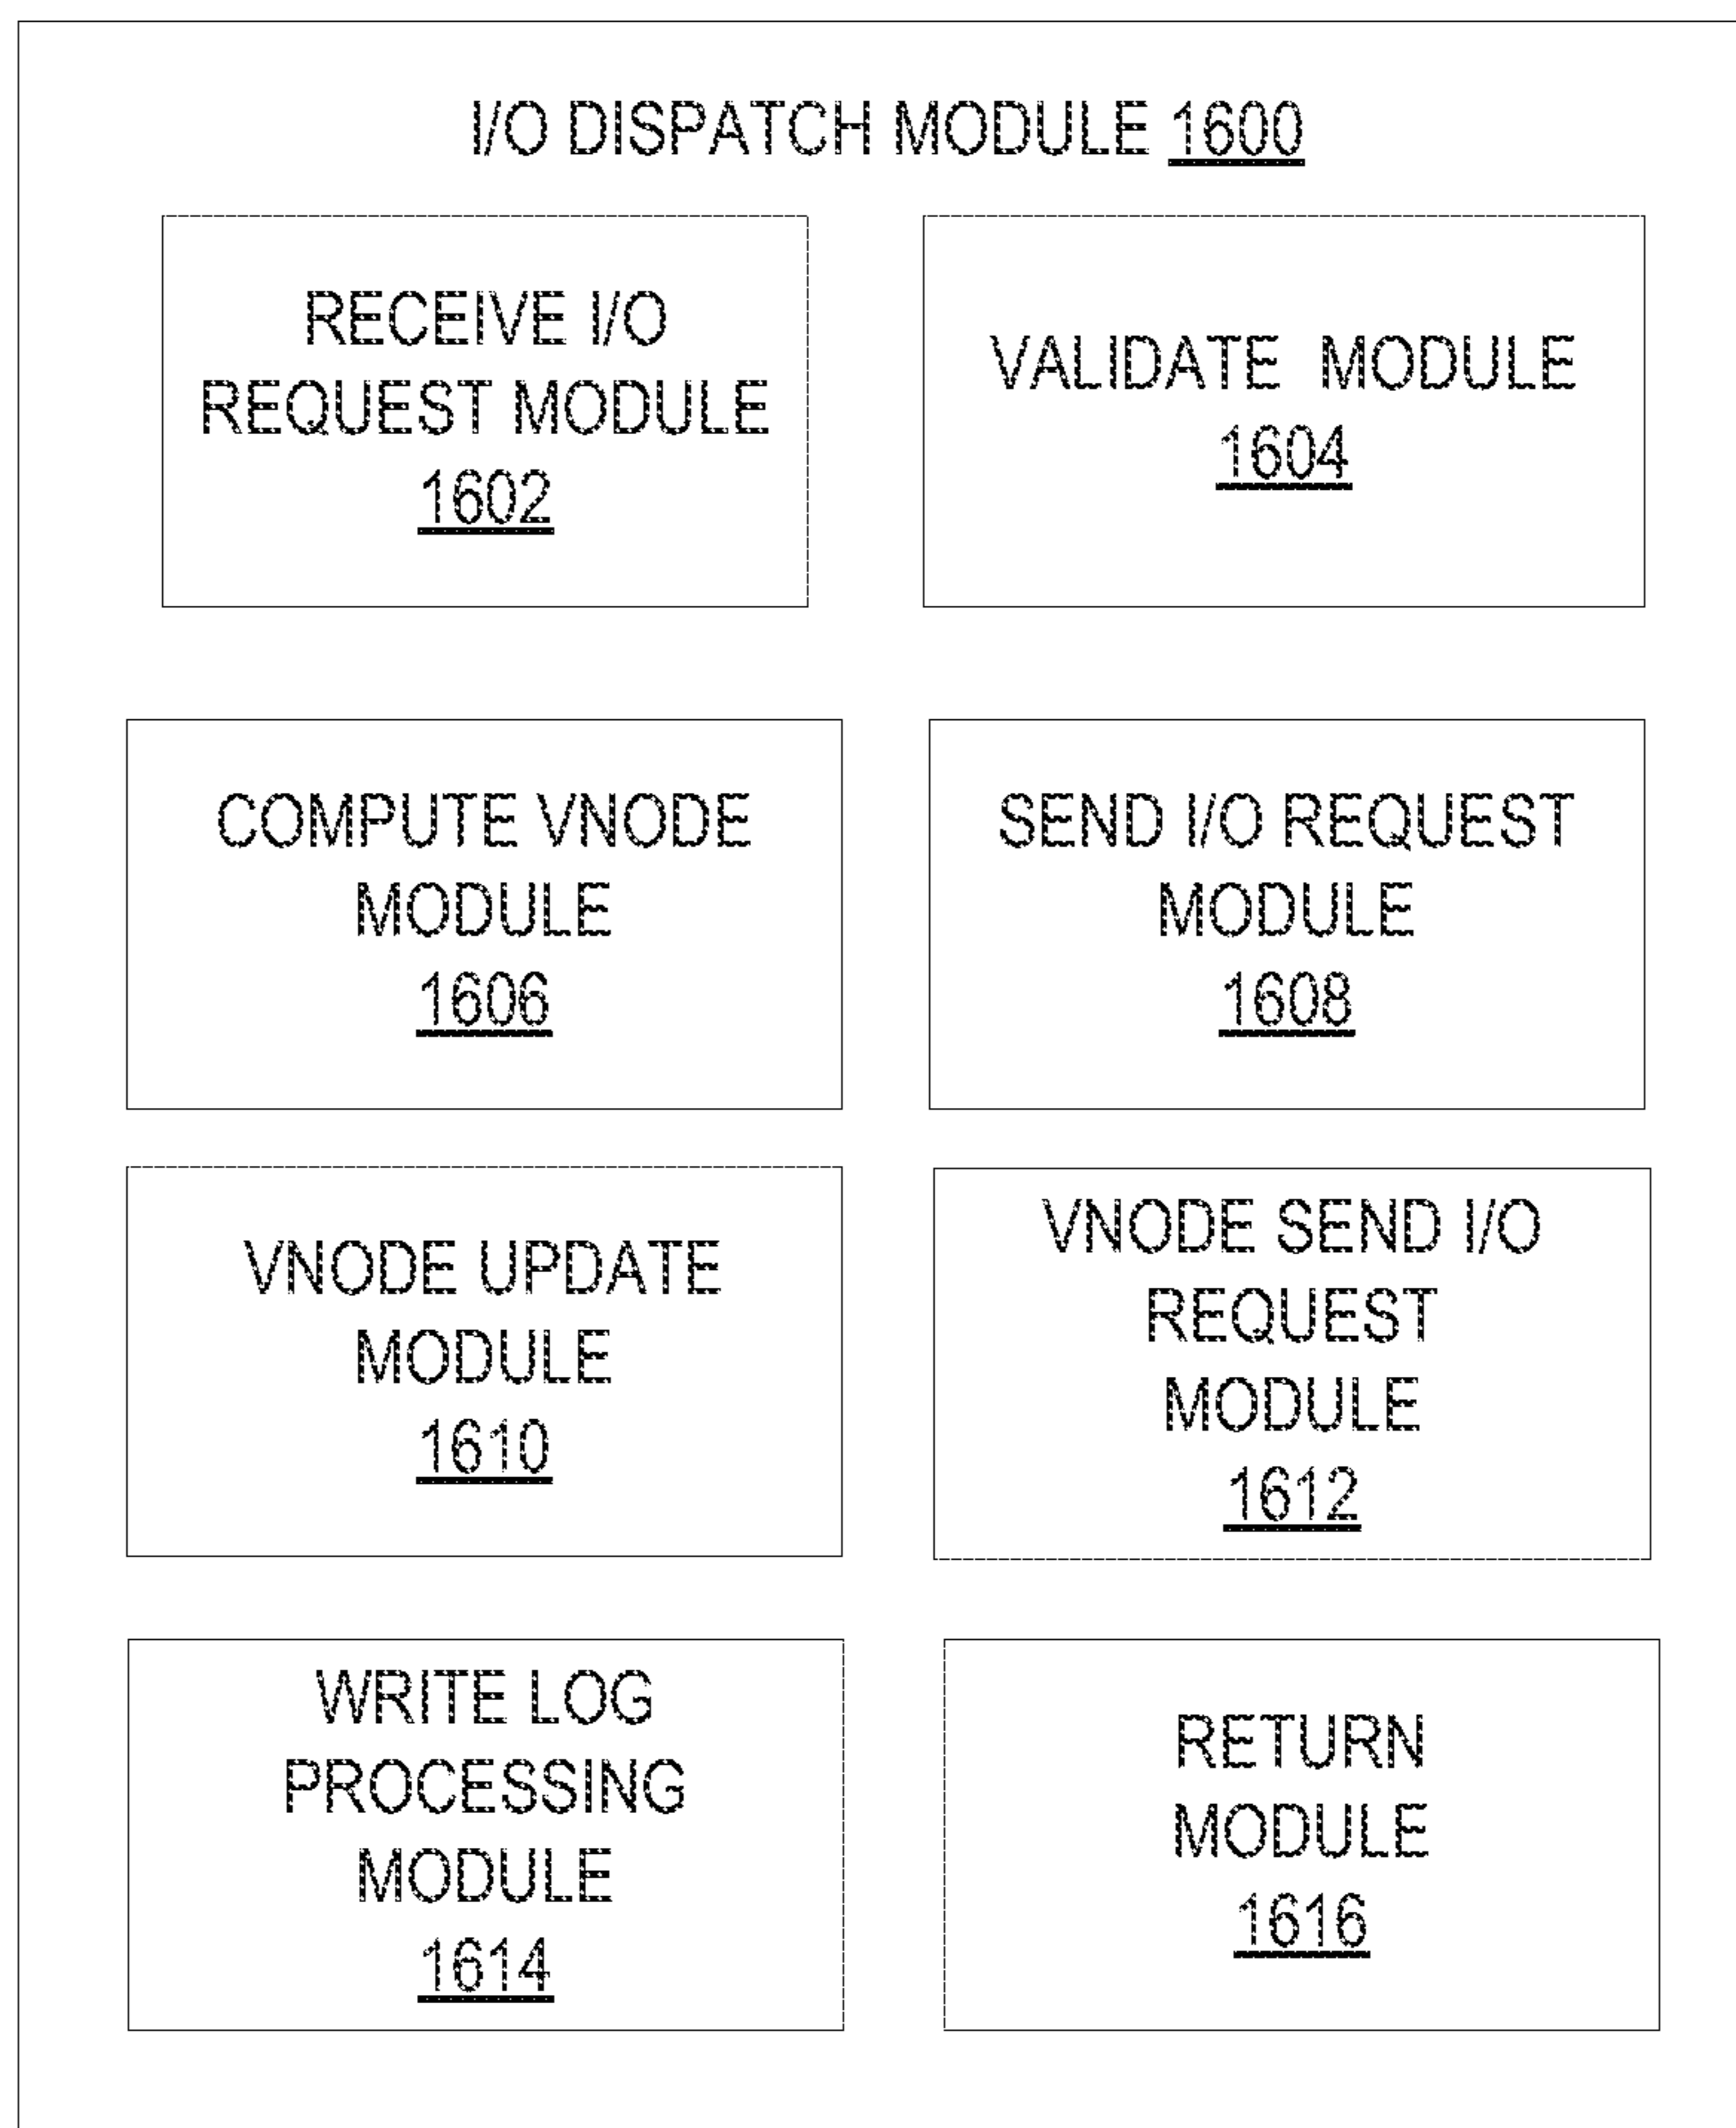 I/O DISPATCH MODULE 1600
RECEIVE I/O
REQUEST MODULE
1602
VALIDATE MODULE
1604
COMPUTE VNODE
MODULE
1606
SEND I/O REQUEST
MODULE
1608
VNODE UPDATE
MODULE
1610
VNODE SEND I/O
REQUEST
MODULE
1612
WRITE LOG
PROCESSING
MODULE
1614
RETURN
MODULE
1616